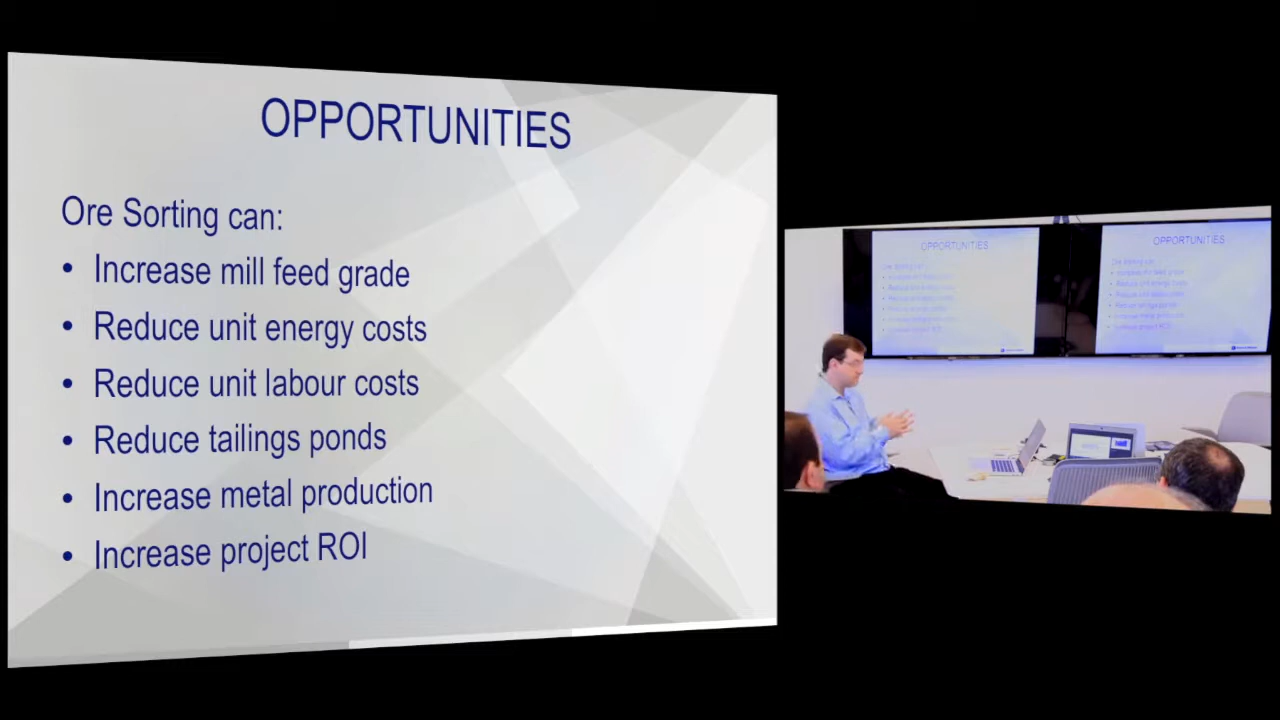 OPPORTUNITIES
Ore Sorting can:
• Increase mill feed grade
• Reduce unit energy costs
• Reduce unit labour costs
• Reduce tailings ponds
• Increase metal production
• Increase project ROI
OPPORTUNITIES
OPPORTUNITIES